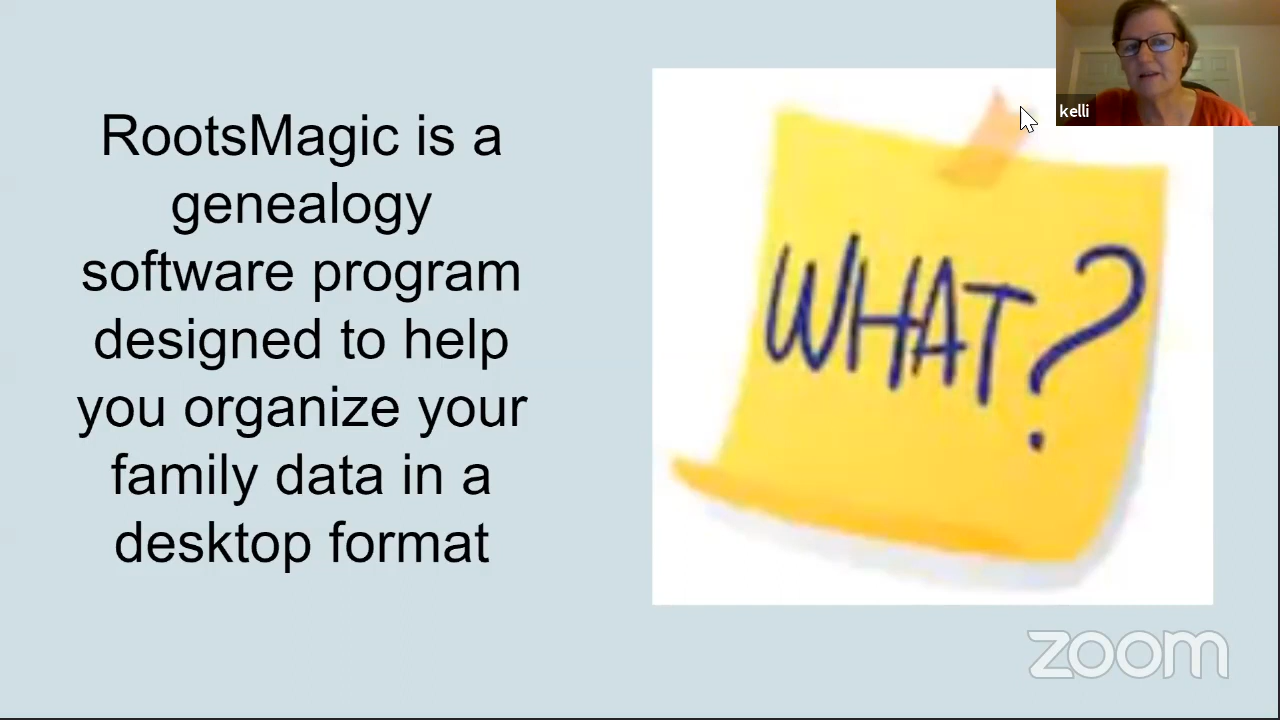 RootsMagic is a
genealogy
software program
designed to help
you organize your
family data in a
desktop format
WHAT?
kelli
zoom